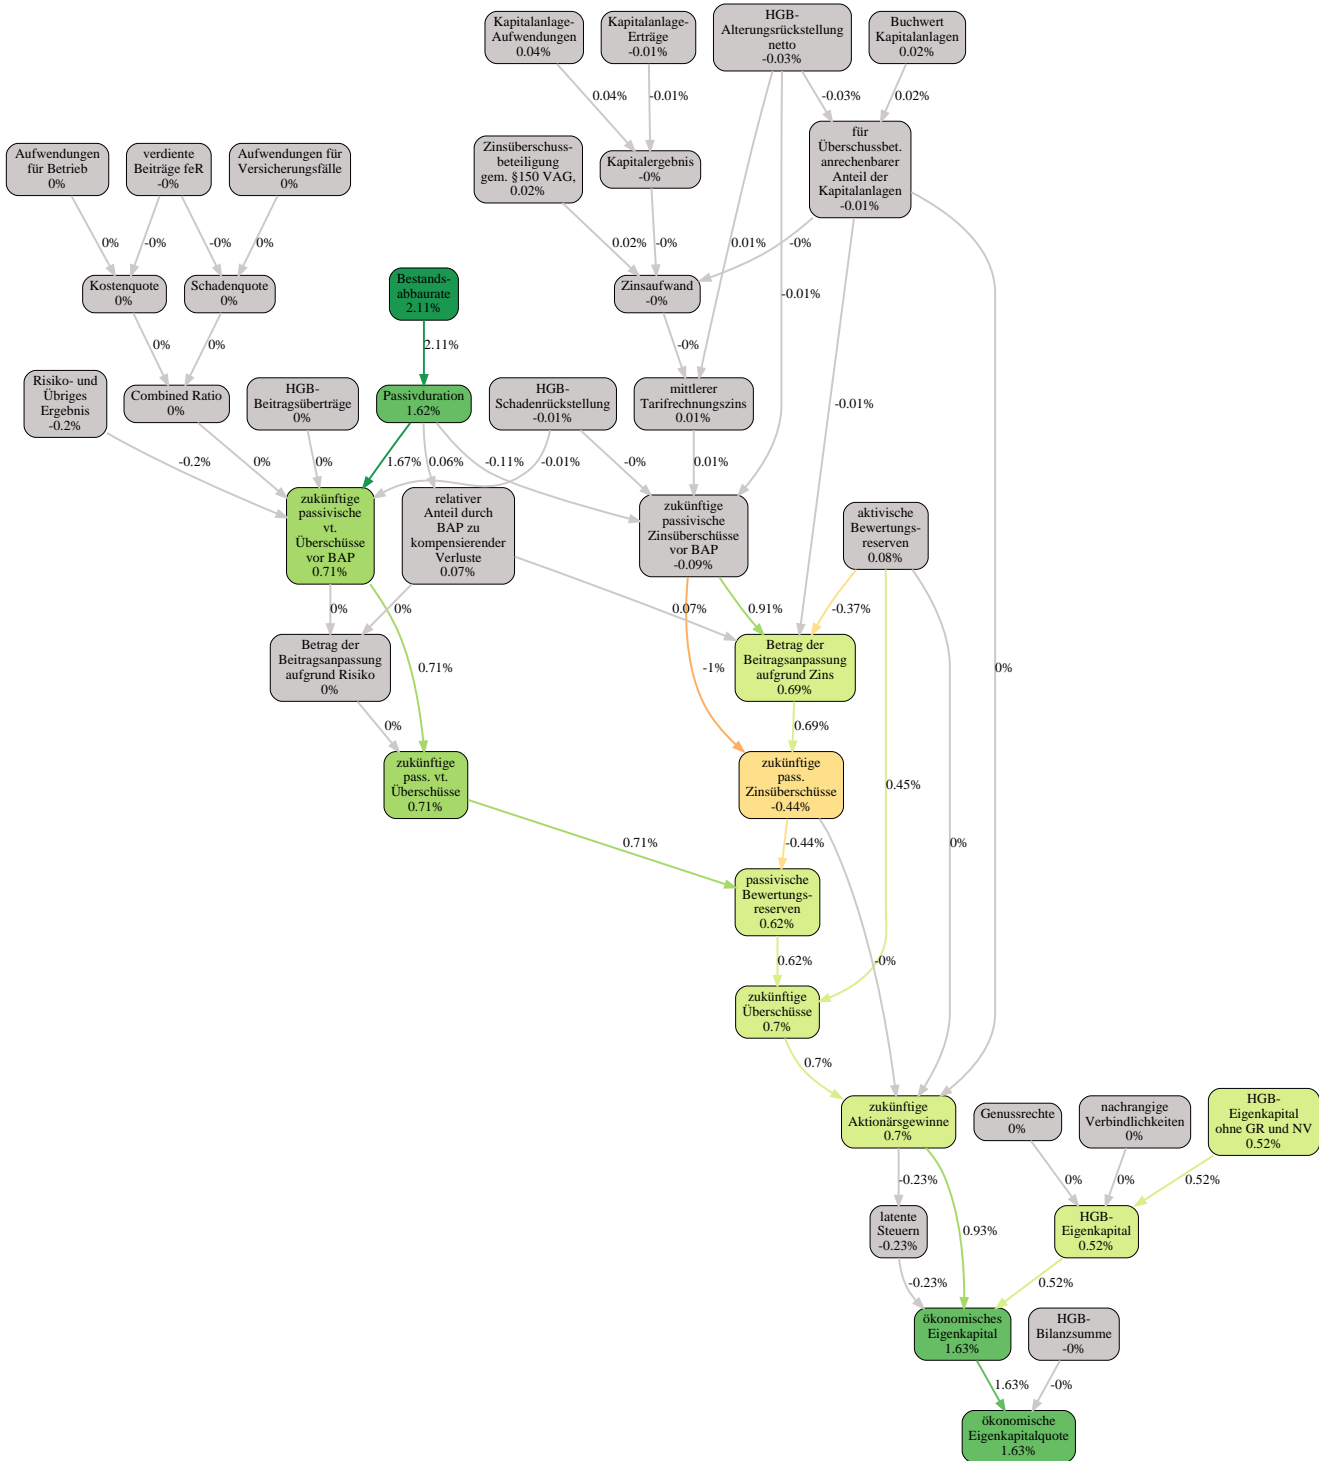 Kapitalanlage-
Aufwendungen
0.04%
Kapitalanlage-
Erträge
-0.01%
HGB-
Alterungsrückstellung
netto
-0.03%
Buchwert
Kapitalanlagen
0.02%
0.04%
-0.01%
-0.03%
0.02%
Aufwendungen
für Betrieb
0%
verdiente
Beiträge feR
-0%
Aufwendungen für
Versicherungsfälle
0%
Zinsüberschuss-
beteiligung
gem. §150 VAG,
0.02%
Kapitalergebnis
-0%
für
Überschussbet.
anrechenbarer
Anteil der
Kapitalanlagen
-0.01%
0%
-0%
-0%
0%
0.02%
-0%
0.01%
-0%
Kostenquote
0%
Schadenquote
0%
Bestands-
abbaurate
2.11%
Zinsaufwand
-0%
-0.01%
0%
0%
2.11%
-0%
Risiko- und
Übriges
Ergebnis
-0.2%
Combined Ratio
0%
HGB-
Beitragsüberträge
0%
Passivduration
1.62%
HGB-
Schadenrückstellung
-0.01%
mittlerer
Tarifrechnungszins
0.01%
-0.01%
-0.2%
0%
0%
1.67%
0.06%
-0.11%
-0.01%
-0%
0.01%
zukünftige
passivische
vt.
Überschüsse
vor BAP
0.71%
relativer
Anteil durch
BAP zu
kompensierender
Verluste
0.07%
zukünftige
passivische
Zinsüberschüsse
vor BAP
-0.09%
aktivische
Bewertungs-
reserven
0.08%
0%
0%
0.07%
0.91%
-0.37%
Betrag der
Beitragsanpassung
aufgrund Risiko
0%
0.71%
-1%
Betrag der
Beitragsanpassung
aufgrund Zins
0.69%
0%
0%
0.69%
zukünftige
pass. vt.
Überschüsse
0.71%
zukünftige
pass.
Zinsüberschüsse
-0.44%
0.45%
0.71%
-0.44%
0%
passivische
Bewertungs-
reserven
0.62%
0.62%
-0%
zukünftige
Überschüsse
0.7%
0.7%
zukünftige
Aktionärsgewinne
0.7%
Genussrechte
0%
nachrangige
Verbindlichkeiten
0%
HGB-
Eigenkapital
ohne GR und NV
0.52%
-0.23%
0%
0%
0.52%
latente
Steuern
-0.23%
0.93%
HGB-
Eigenkapital
0.52%
-0.23%
0.52%
ökonomisches
Eigenkapital
1.63%
HGB-
Bilanzsumme
-0%
1.63%
-0%
ökonomische
Eigenkapitalquote
1.63%